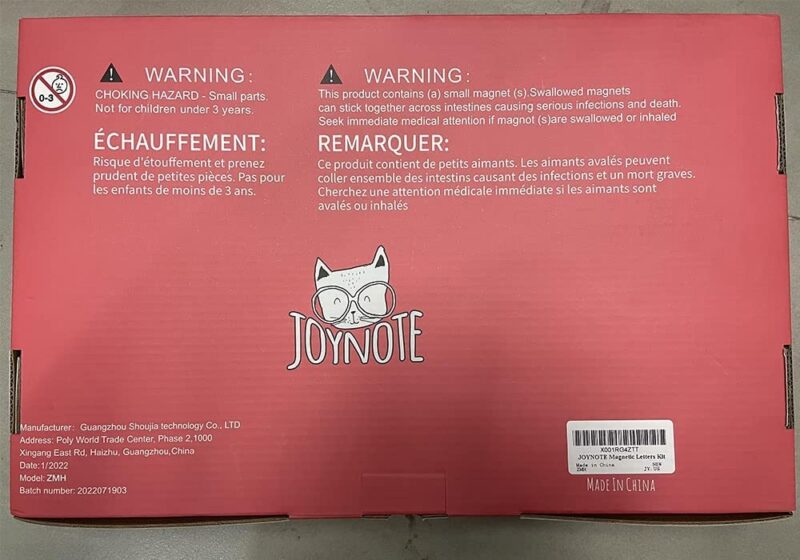 0-3
WARNING:
CHOKING HAZARD - Small parts.
Not for children under 3 years.
ÉCHAUFFEMENT:
Risque d'étouffement et prenez
prudent de petites pièces. Pas pour
les enfants de moins de 3 ans.
WARNING:
This product contains (a) small magnet (s).Swallowed magnets
can stick together across intestines causing serious infections and death.
Seek immediate medical attention if magnot (s)are swallowed or inhaled
REMARQUER:
Ce produit contient de petits aimants. Les aimants avalés peuvent
coller ensemble des intestins causant des infections et un mort graves.
Cherchez une attention médicale immédiate si les aimants sont
avalés ou inhalés
JOYNOTE
Manufacturer: Guangzhou Shoujia technology Co., LTD
Address: Poly World Trade Center, Phase 2,1000
Xingang East Rd, Haizhu, Guangzhou,China
Date:1/2022
Model:ZMH
Batch number: 2022071903
X001RG4ZTT
JOYNOTE Magnetic Letters Kit
Made in China NEW
ZMH JY. US
MADE IN CHINA